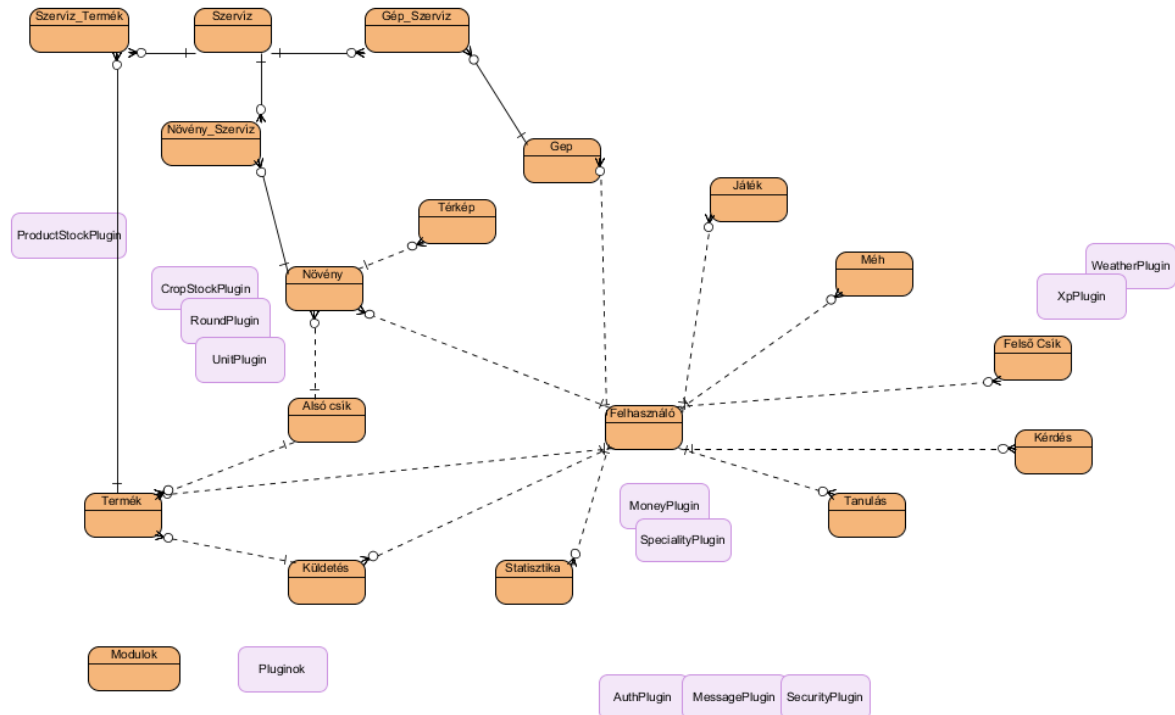 Szervíz_Termék
Szervíz
Gép_Szervíz
Növény_Szervíz
Gep
Játék
Térkép
ProductStockPlugin
Méh
WeatherPlugin
XpPlugin
Növény
CropStockPlugin
RoundPlugin
UnitPlugin
Felső Csík
Alsó csík
Felhasználó
Kérdés
Termék
MoneyPlugin
SpecialityPlugin
Tanulás
Küldetés
Statisztika
Modulok
Pluginok
AuthPlugin
MessagePlugin
SecurityPlugin